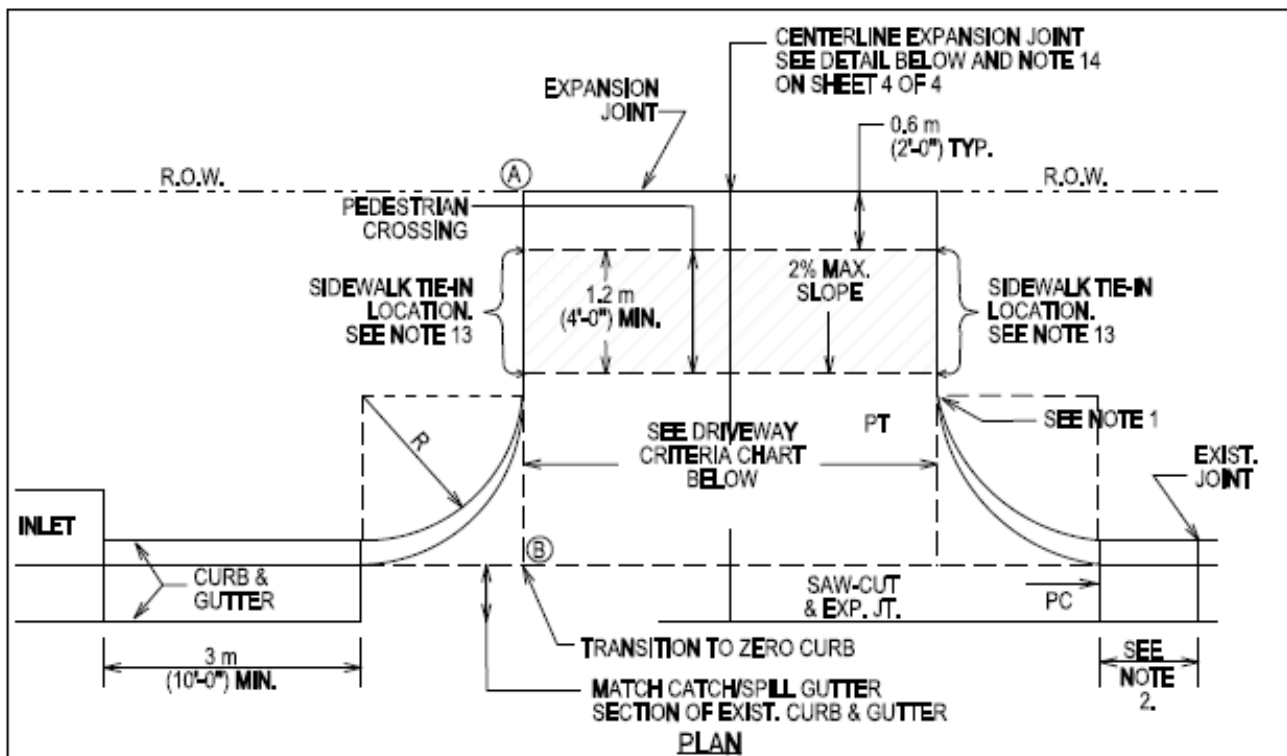 CENTERLINE EXPANSION JOINT
SEE DETAIL BELOW AND NOTE 14
ON SHEET 4 OF 4
EXPANSION
JOINT
0.6 m
(2'-0") TYP.
R.O.W.
A
R.O.W.
PEDESTRIAN
CROSSING
SIDEWALK TIE-IN
LOCATION.
SEE NOTE 13
1.2 m
(4'-0") MIN.
2% MAX.
SLOPE
SIDEWALK TIE-IN
LOCATION.
SEE NOTE 13
R
SEE DRIVEWAY
CRITERIA CHART
BELOW
PT
SEE NOTE 1
EXIST.
JOINT
INLET
B
CURB &
GUTTER
SAW-CUT
& EXP. JT.
PC
3 m
(10'-0") MIN.
TRANSITION TO ZERO CURB
SEE
NOTE
2.
MATCH CATCH/SPILL GUTTER
SECTION OF EXIST. CURB & GUTTER
PLAN